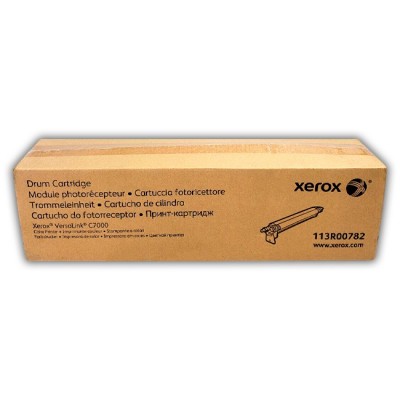 Drum Cartridge
Module photorécepteur • Cartuccia fotoricettore
Trommeleinheit • Cartucho de cilindro
Cartucho do fotorreceptor • Принт-картридж
Xerox® VersaLink® C7000
xerox
113R00782
www.xerox.com